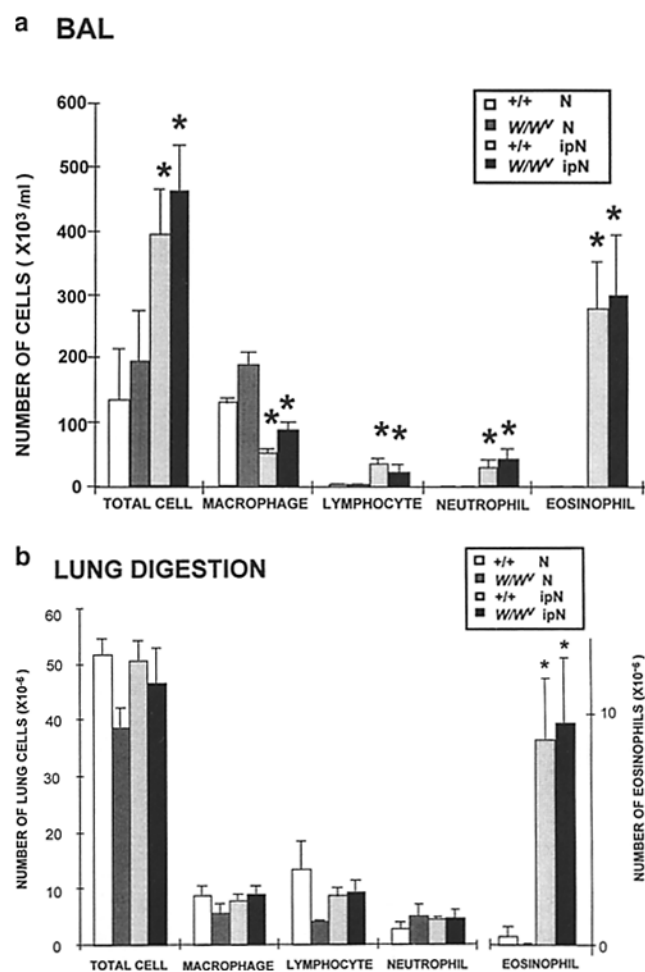 a BAL
600
500
400
300
200
100
0
NUMBER OF CELLS ( X10³ /ml)
+/+ N
W/Wᵛ N
+/+ ipN
W/Wᵛ ipN
* *
* *
* *
* *
* *
TOTAL CELL MACROPHAGE LYMPHOCYTE NEUTROPHIL EOSINOPHIL
b LUNG DIGESTION
60
50
40
30
20
10
0
NUMBER OF LUNG CELLS (X10⁻⁶)
+/+ N
W/Wᵛ N
+/+ ipN
W/Wᵛ ipN
* *
10
0
NUMBER OF EOSINOPHILS (X10⁻⁶)
TOTAL CELL MACROPHAGE LYMPHOCYTE NEUTROPHIL EOSINOPHIL